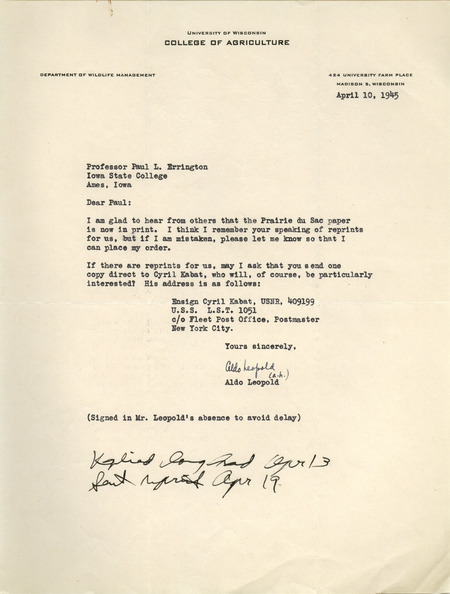 UNIVERSITY OF WISCONSIN
COLLEGE OF AGRICULTURE
DEPARTMENT OF WILDLIFE MANAGEMENT
424 UNIVERSITY FARM PLACE
MADISON 5, WISCONSIN
April 10, 1945
Professor Paul L. Errington
Iowa State College
Ames, Iowa
Dear Paul:
I am glad to hear from others that the Prairie du Sac paper
is now in print. I think I remember your speaking of reprints
for us, but if I am mistaken, please let me know so that I
can place my order.
If there are reprints for us, may I ask that you send one
copy direct to Cyril Kabat, who will, of course, be particularly
interested? His address is as follows:
Ensign Cyril Kabat, USNR, 409199
U.S.S. L.S.T. 1051
c/o Fleet Post Office, Postmaster
New York City.
Yours sincerely,
Aldo Leopold
(a.h.)
Aldo Leopold
(Signed in Mr. Leopold's absence to avoid delay)
Replied Apr 13
Sent reprint Apr 19.